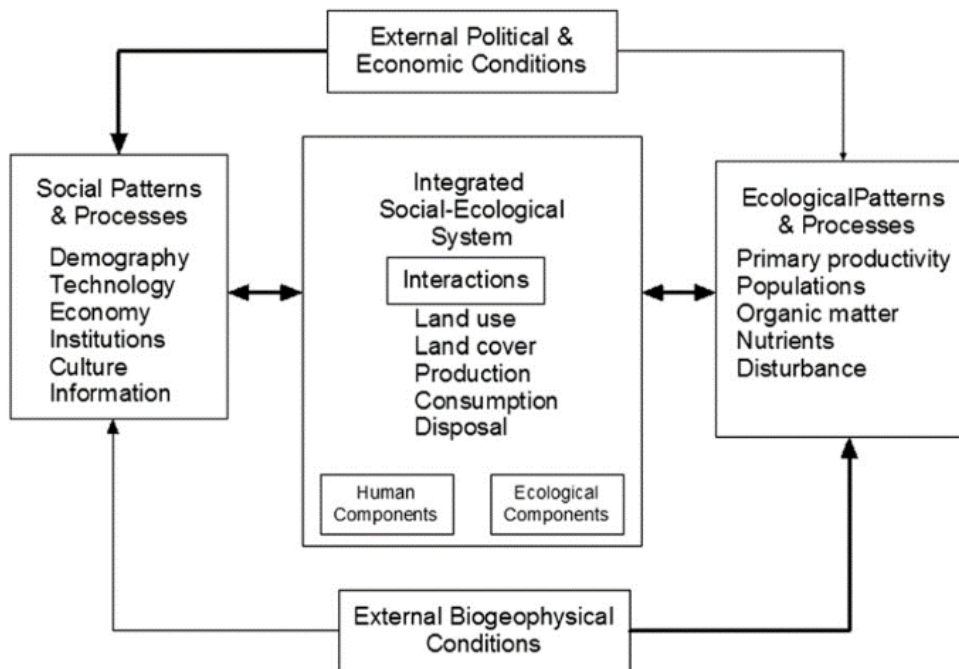 External Political &
Economic Conditions
Social Patterns
& Processes
Demography
Technology
Economy
Institutions
Culture
Information
Integrated
Social-Ecological
System
Interactions
Land use
Land cover
Production
Consumption
Disposal
Human
Components
Ecological
Components
EcologicalPatterns
& Processes
Primary productivity
Populations
Organic matter
Nutrients
Disturbance
External Biogeophysical
Conditions